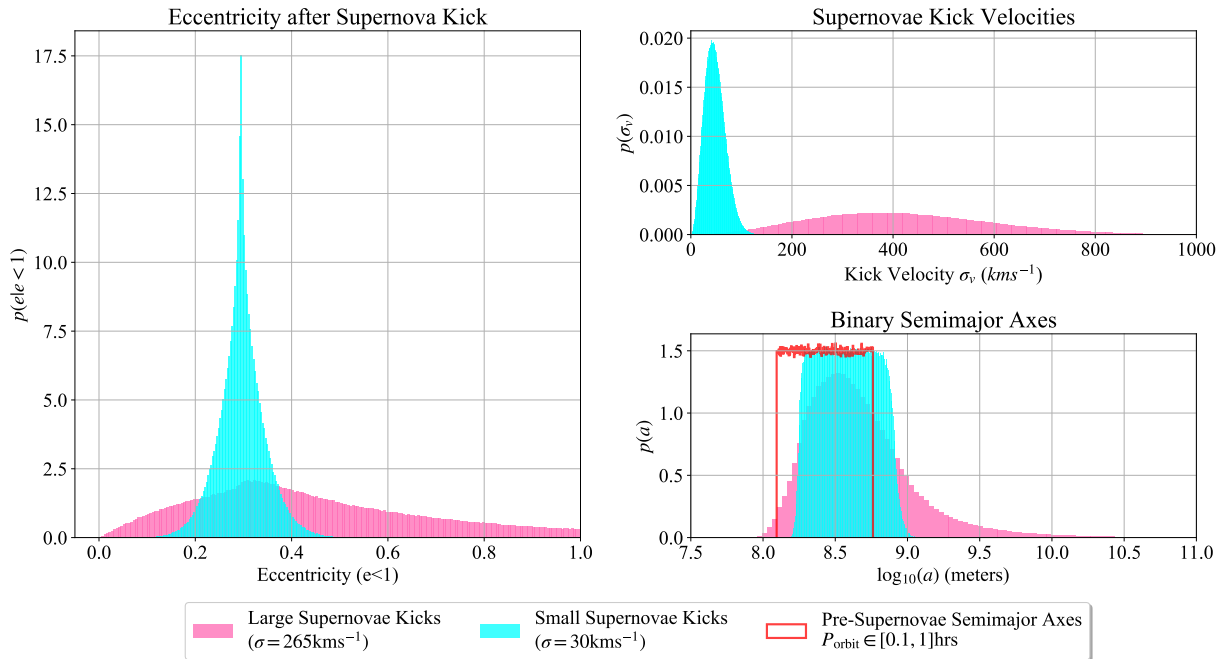 Eccentricity after Supernova Kick
17.5
15.0
12.5
10.0
7.5
5.0
2.5
0.0
p(e|e < 1)
0.0 0.2 0.4 0.6 0.8 1.0
Eccentricity (e<1)
Supernovae Kick Velocities
0.020
0.015
0.010
0.005
0.000
p(σᵥ)
0 200 400 600 800 1000
Kick Velocity σᵥ (kms⁻¹)
Binary Semimajor Axes
1.5
1.0
0.5
0.0
p(a)
7.5 8.0 8.5 9.0 9.5 10.0 10.5 11.0
log₁₀(a) (meters)
Large Supernovae Kicks
(σ=265kms⁻¹)
Small Supernovae Kicks
(σ=30kms⁻¹)
Pre-Supernovae Semimajor Axes
P_orbit ∈ [0.1, 1]hrs